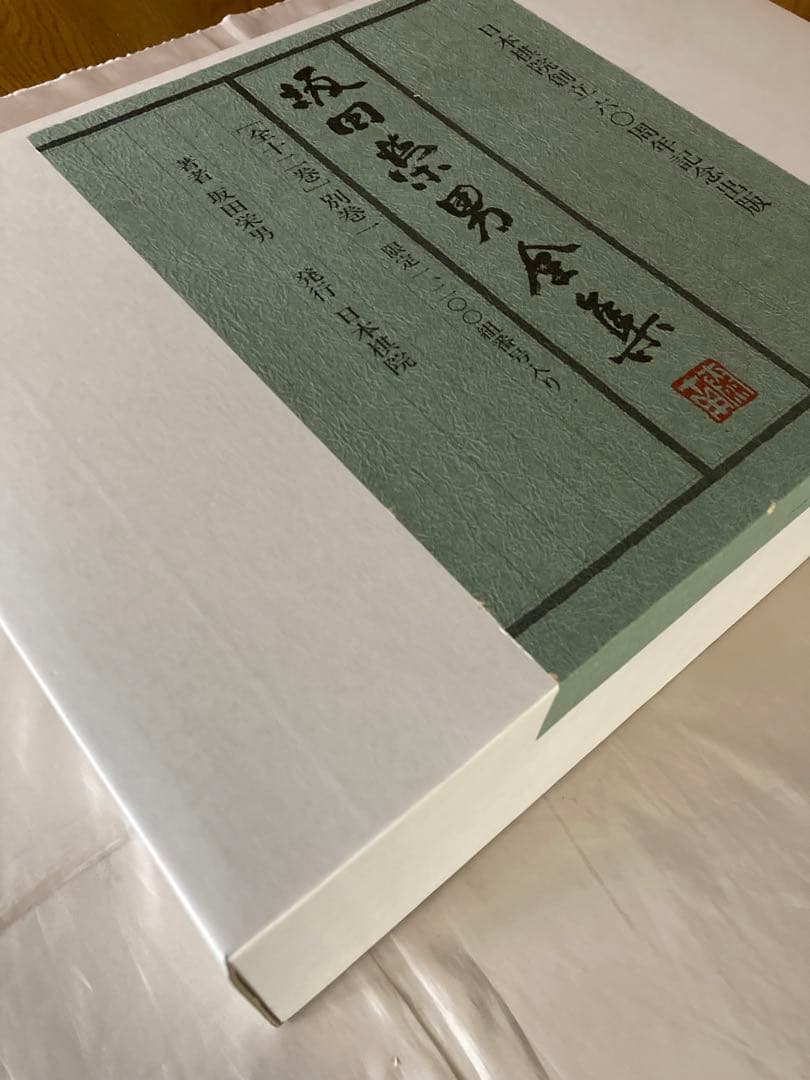 日本棋院創立六〇周年記念出版
坂田栄男全集
［全十二巻］別巻一 限定一、二〇〇組番号入り
著者 坂田栄男 発行 日本棋院